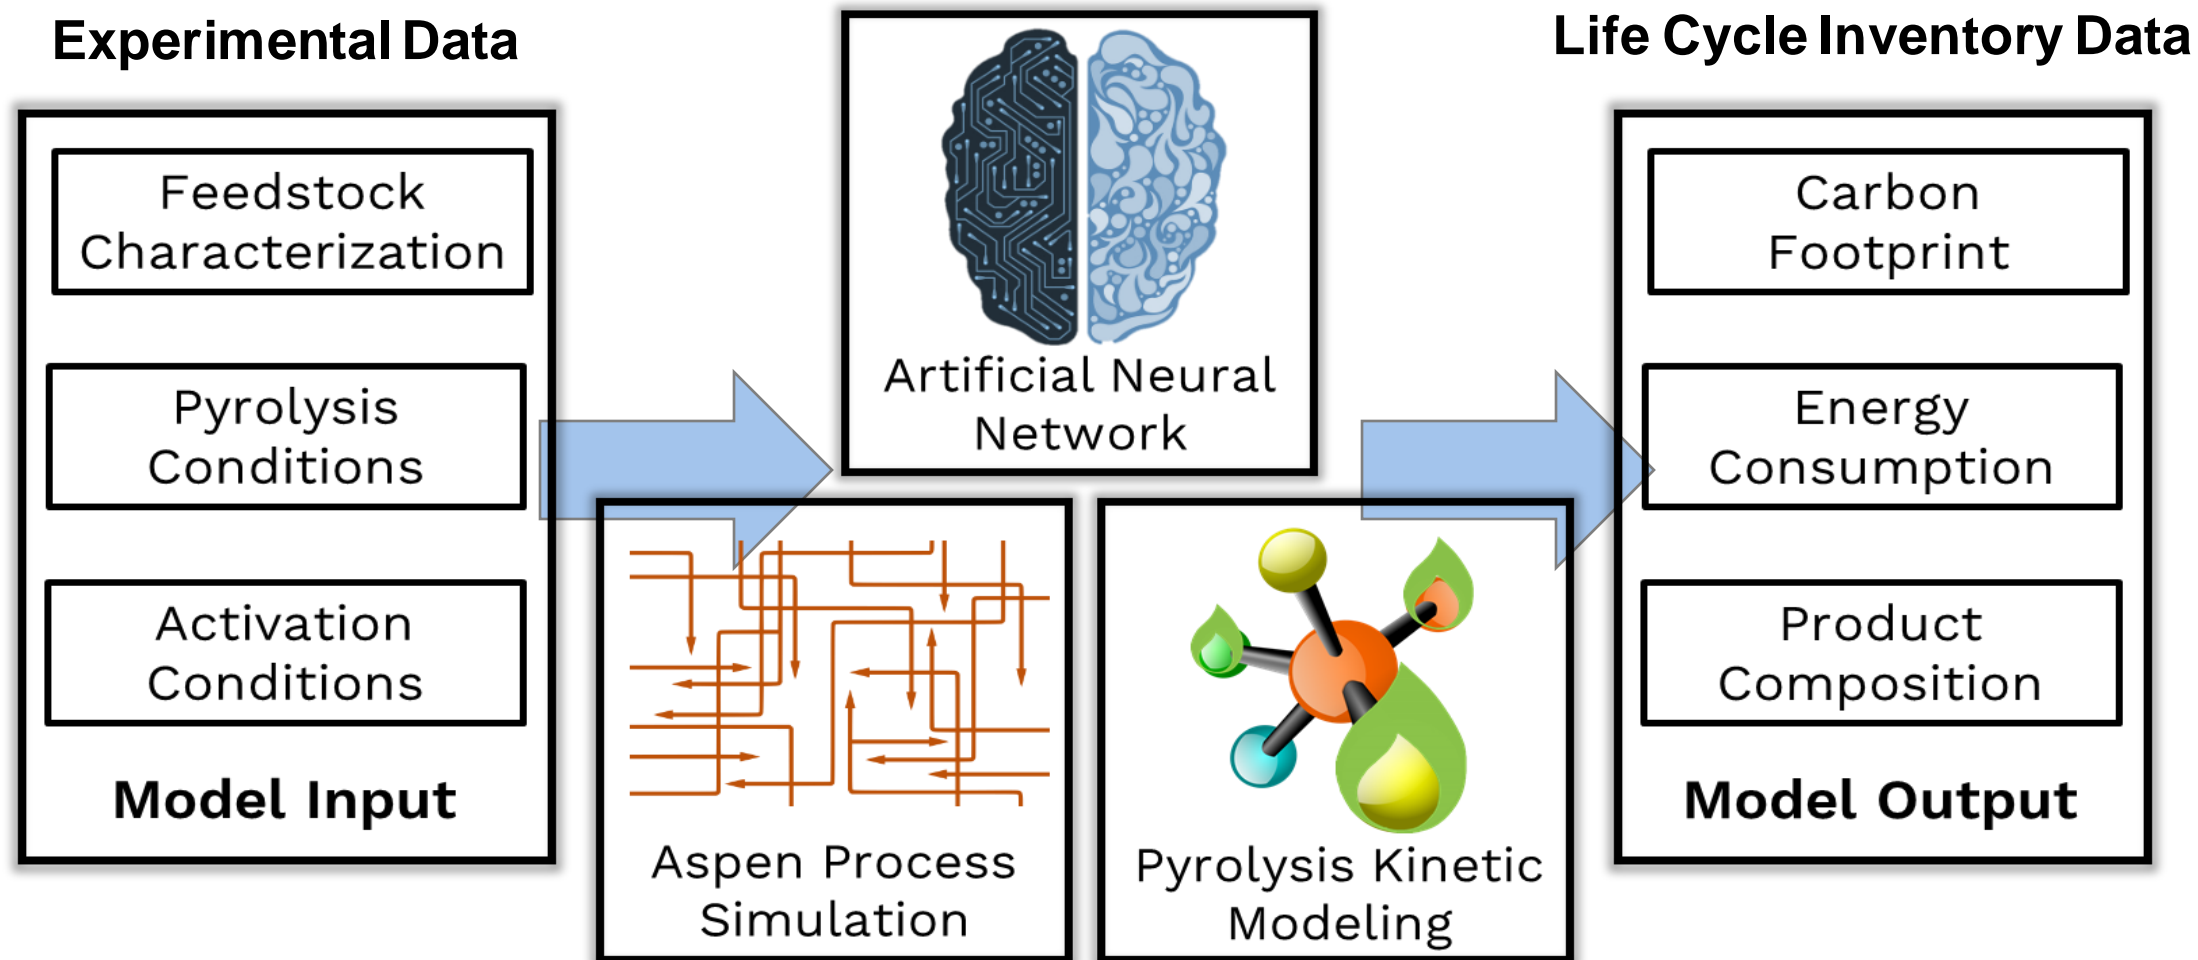 Experimental Data
Feedstock
Characterization
Pyrolysis
Conditions
Activation
Conditions
Model Input
Artificial Neural
Network
Aspen Process
Simulation
Pyrolysis Kinetic
Modeling
Life Cycle Inventory Data
Carbon
Footprint
Energy
Consumption
Product
Composition
Model Output